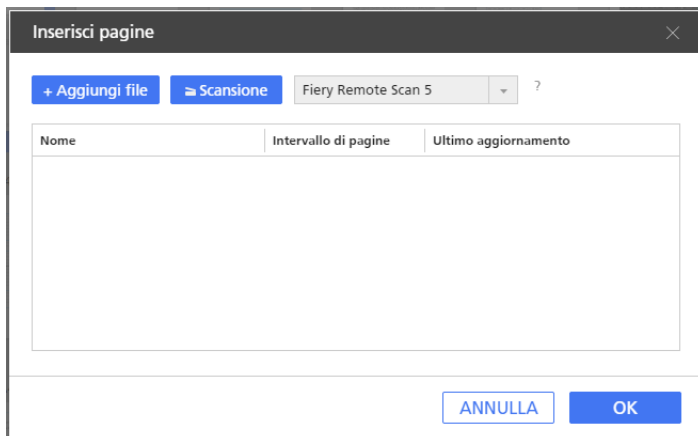 Inserisci pagine
+ Aggiungi file
Scansione
Fiery Remote Scan 5
?
Nome
Intervallo di pagine
Ultimo aggiornamento
ANNULLA
OK